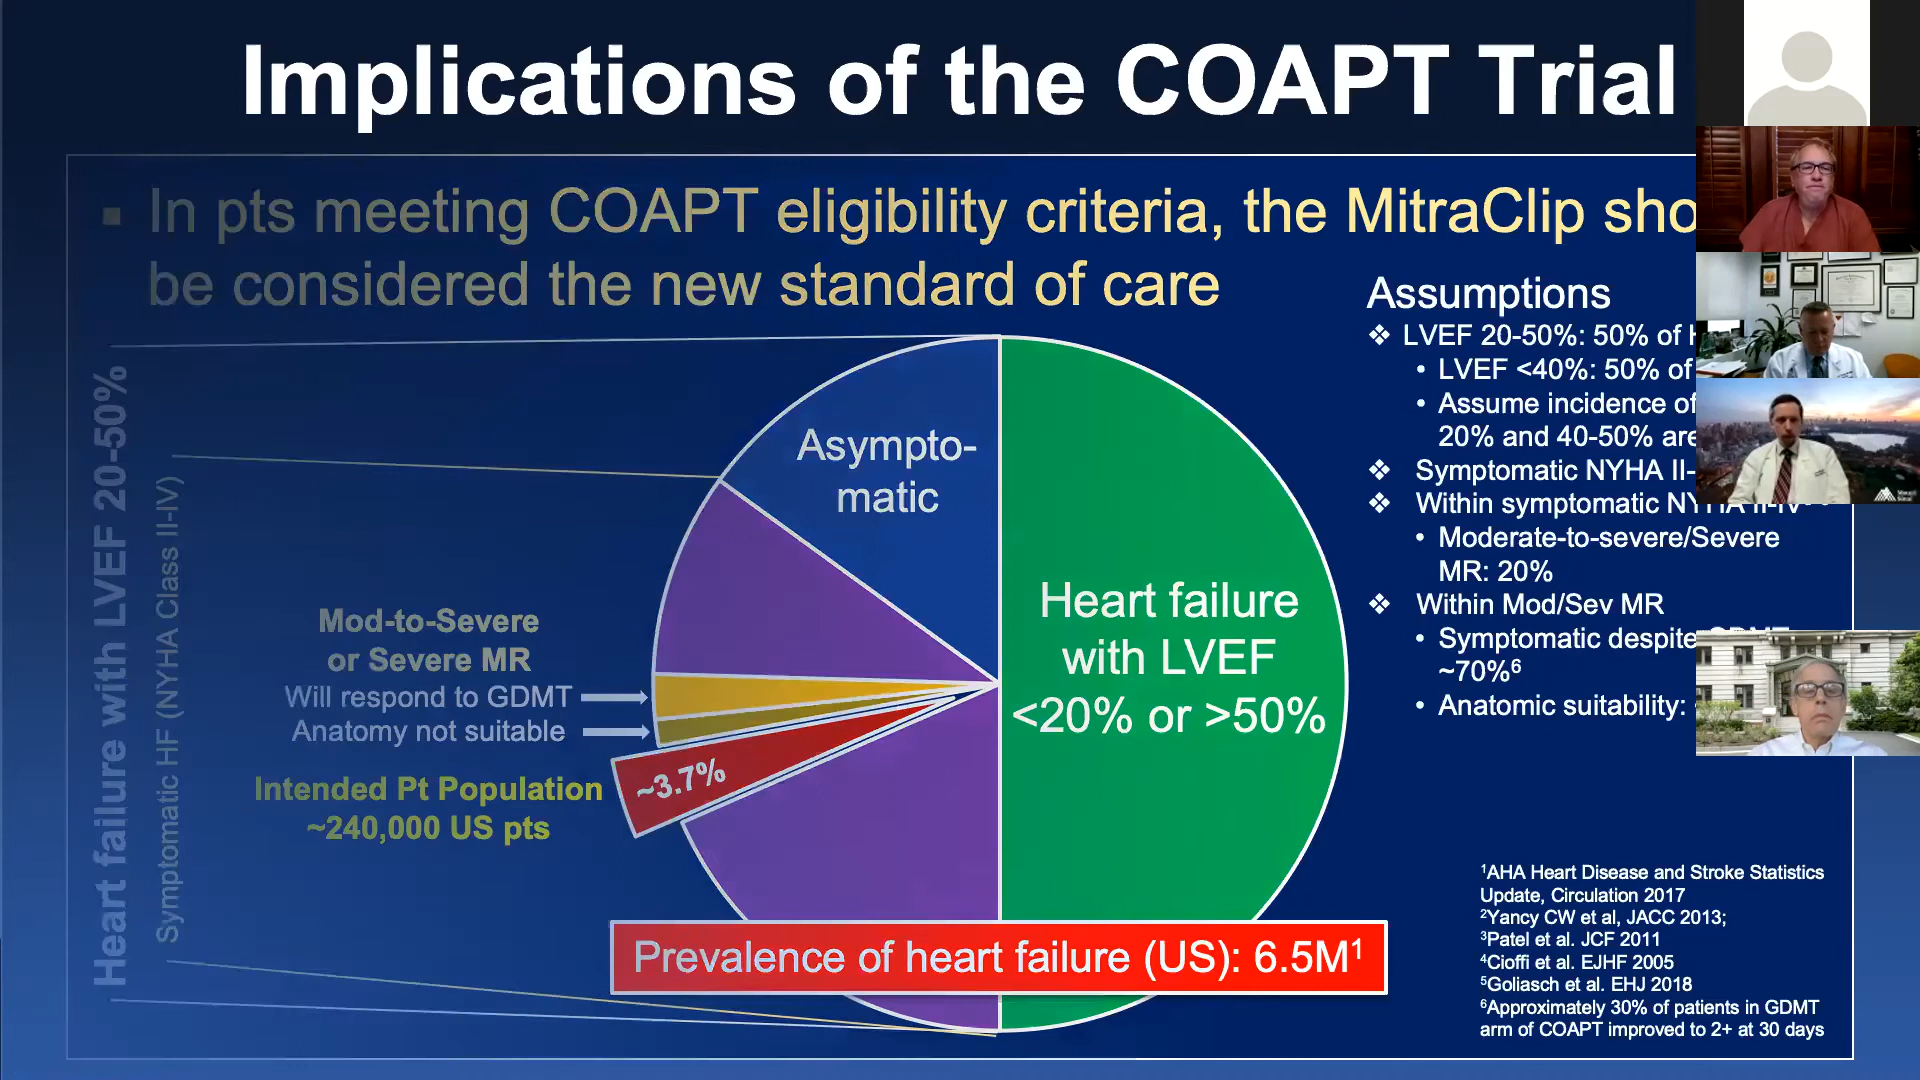 Implications of the COAPT Trial
▪ In pts meeting COAPT eligibility criteria, the MitraClip sho
be considered the new standard of care
Heart failure with LVEF 20-50%
Symptomatic HF (NYHA Class II-IV)
Asympto-
matic
Mod-to-Severe
or Severe MR
Will respond to GDMT
Anatomy not suitable
Intended Pt Population
~240,000 US pts
~3.7%
Heart failure
with LVEF
<20% or >50%
Prevalence of heart failure (US): 6.5M¹
Assumptions
❖ LVEF 20-50%: 50% of
• LVEF <40%: 50% of
• Assume incidence of
20% and 40-50% are
❖ Symptomatic NYHA II-
❖ Within symptomatic NYHA II-IV
• Moderate-to-severe/Severe
MR: 20%
❖ Within Mod/Sev MR
• Symptomatic despite GDMT
~70%⁶
• Anatomic suitability:
¹AHA Heart Disease and Stroke Statistics
Update, Circulation 2017
²Yancy CW et al, JACC 2013;
³Patel et al. JCF 2011
⁴Cioffi et al. EJHF 2005
⁵Goliasch et al. EHJ 2018
⁶Approximately 30% of patients in GDMT
arm of COAPT improved to 2+ at 30 days